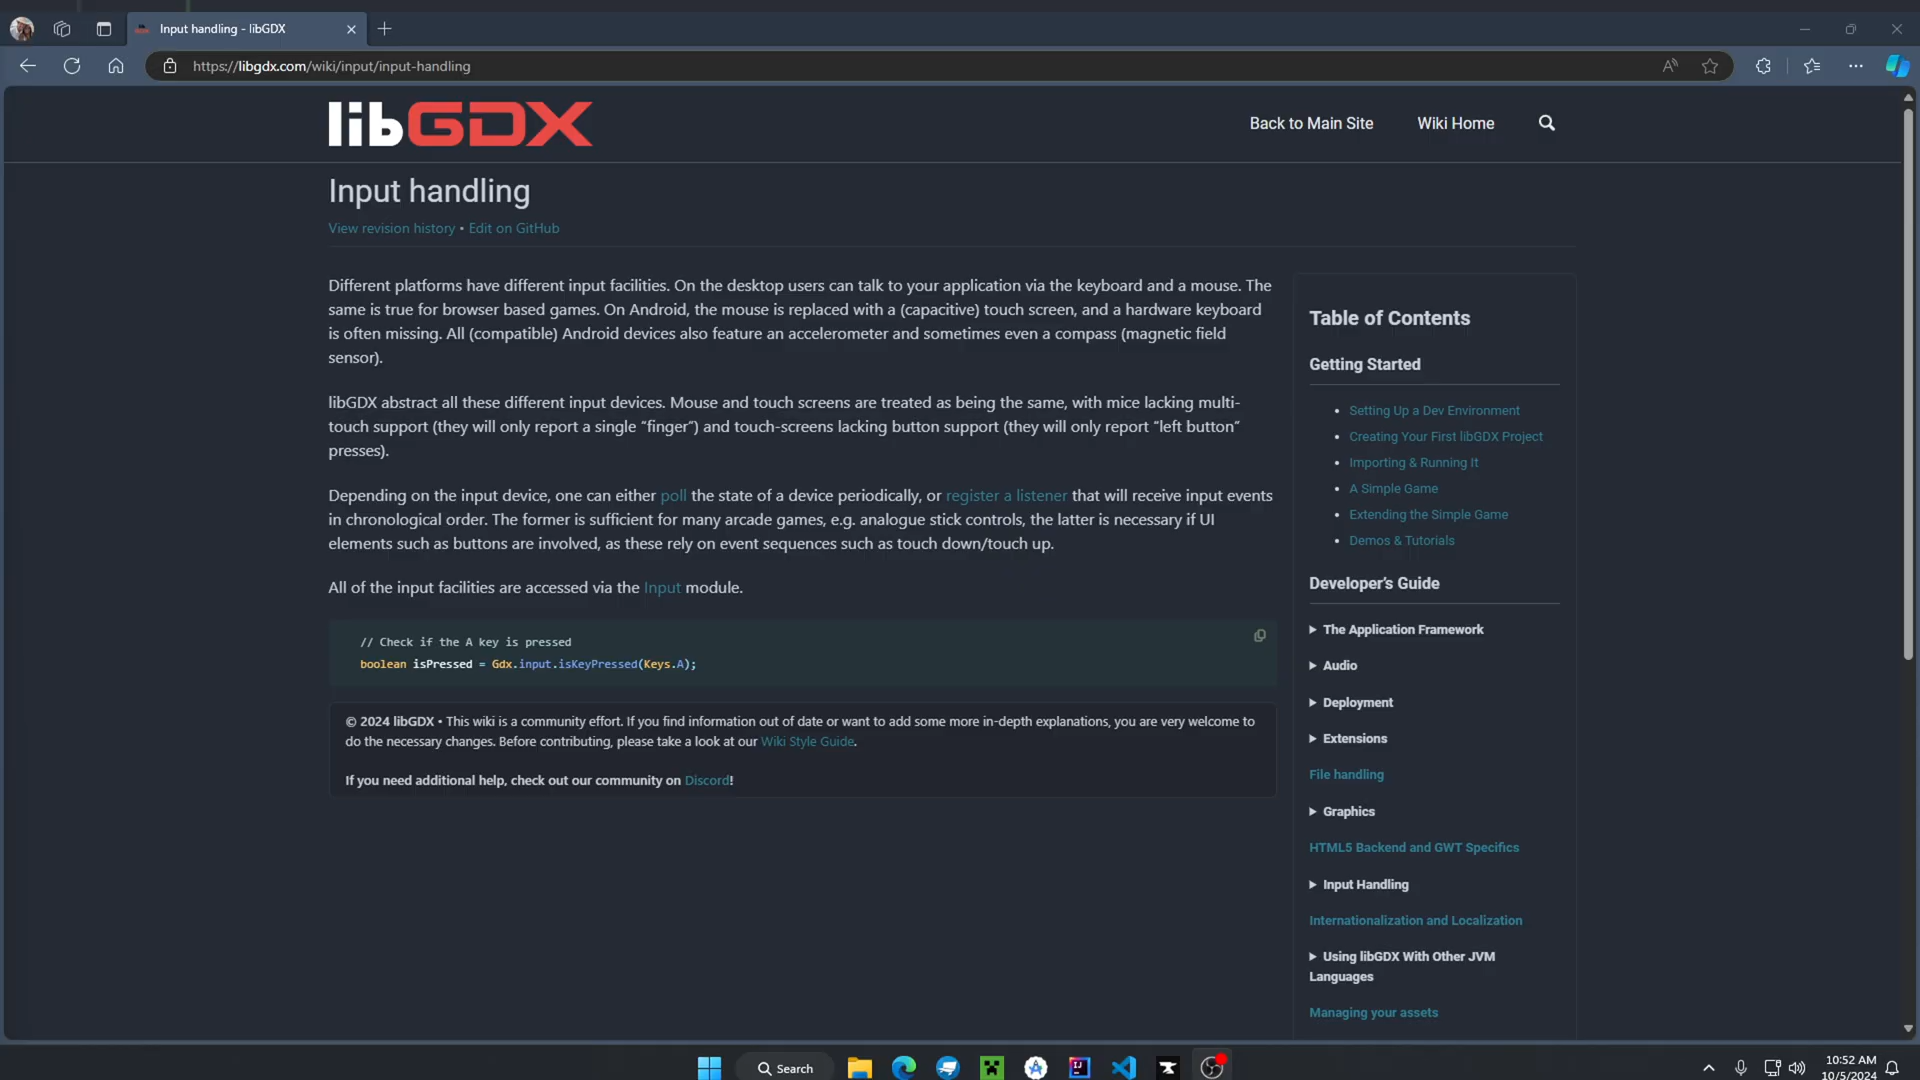 Input handling - libGDX
https://libgdx.com/wiki/input/input-handling
libGDX
Back to Main Site
Wiki Home
Input handling
View revision history • Edit on GitHub
Different platforms have different input facilities. On the desktop users can talk to your application via the keyboard and a mouse. The
same is true for browser based games. On Android, the mouse is replaced with a (capacitive) touch screen, and a hardware keyboard
is often missing. All (compatible) Android devices also feature an accelerometer and sometimes even a compass (magnetic field
sensor).
libGDX abstract all these different input devices. Mouse and touch screens are treated as being the same, with mice lacking multi-
touch support (they will only report a single “finger”) and touch-screens lacking button support (they will only report “left button”
presses).
Depending on the input device, one can either poll the state of a device periodically, or register a listener that will receive input events
in chronological order. The former is sufficient for many arcade games, e.g. analogue stick controls, the latter is necessary if UI
elements such as buttons are involved, as these rely on event sequences such as touch down/touch up.
All of the input facilities are accessed via the Input module.
// Check if the A key is pressed
boolean isPressed = Gdx.input.isKeyPressed(Keys.A);
© 2024 libGDX • This wiki is a community effort. If you find information out of date or want to add some more in-depth explanations, you are very welcome to
do the necessary changes. Before contributing, please take a look at our Wiki Style Guide.
If you need additional help, check out our community on Discord!
Table of Contents
Getting Started
• Setting Up a Dev Environment
• Creating Your First libGDX Project
• Importing & Running It
• A Simple Game
• Extending the Simple Game
• Demos & Tutorials
Developer’s Guide
The Application Framework
Audio
Deployment
Extensions
File handling
Graphics
HTML5 Backend and GWT Specifics
Input Handling
Internationalization and Localization
Using libGDX With Other JVM
Languages
Managing your assets
Search
10:52 AM
10/5/2024